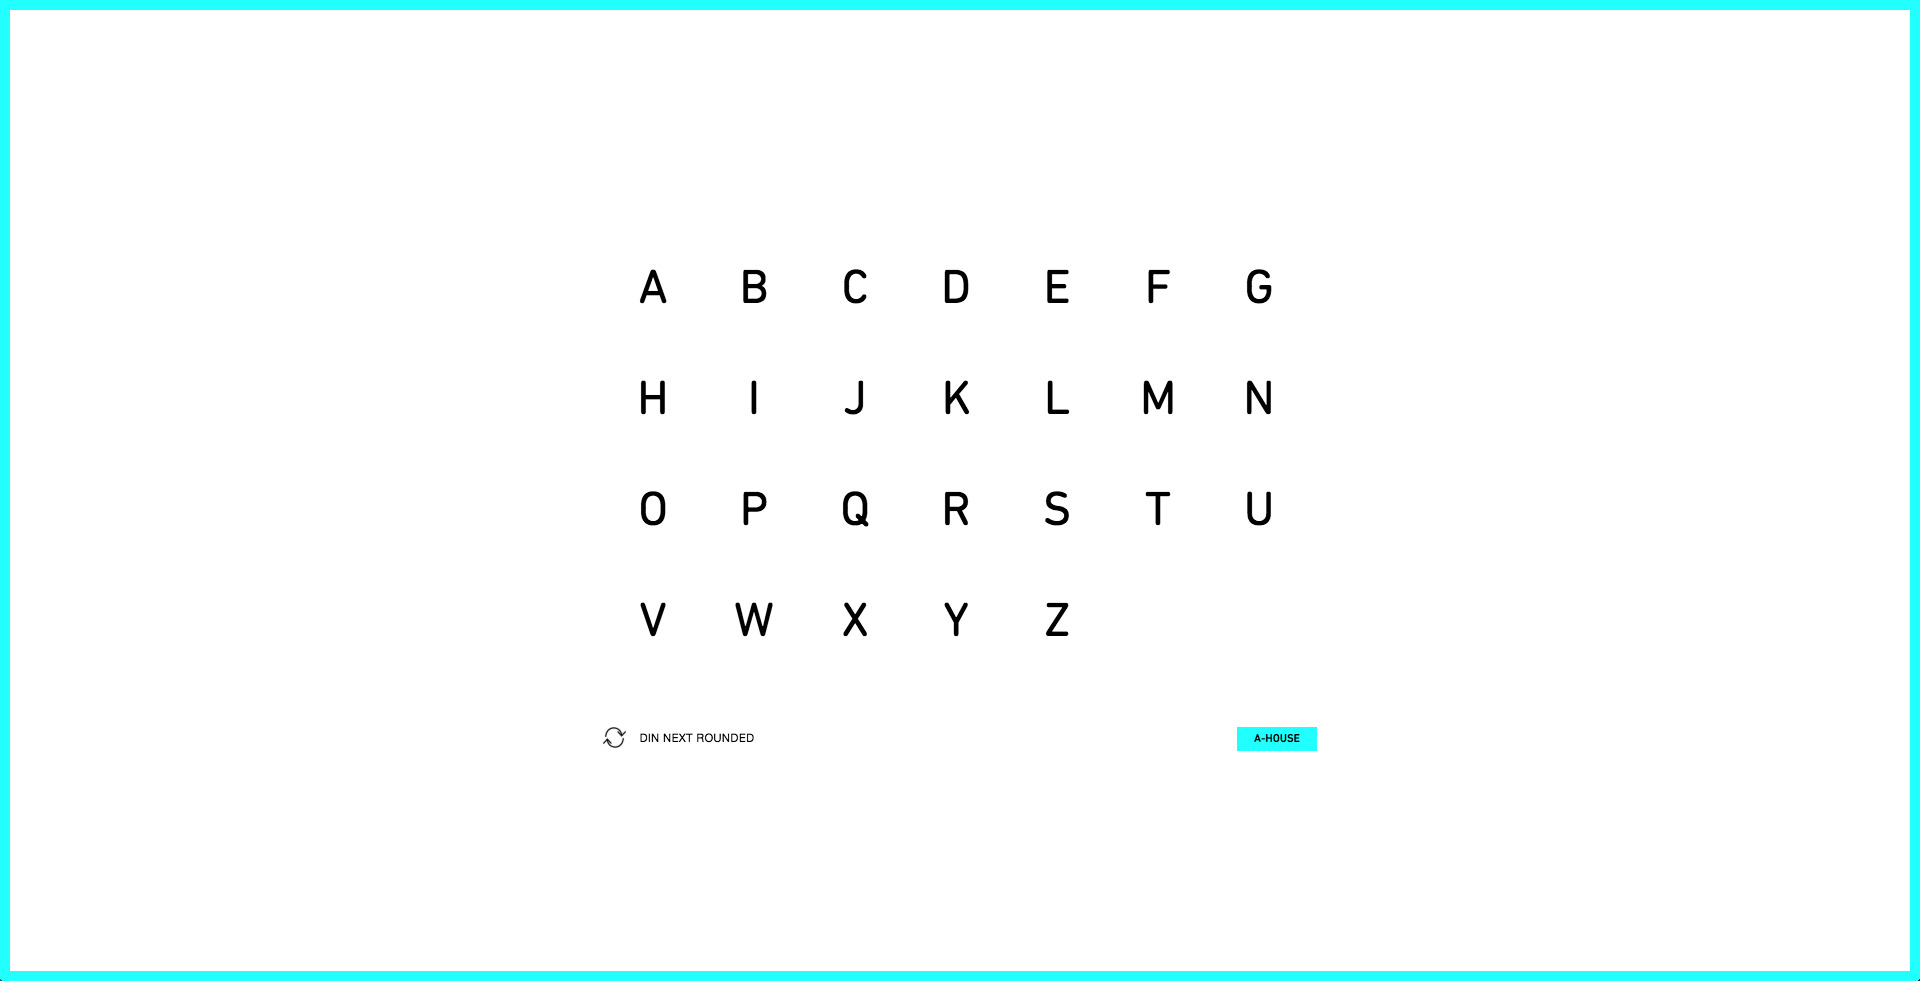 A B C D E F G
H I J K L M N
O P Q R S T U
V W X Y Z
DIN NEXT ROUNDED
A-HOUSE